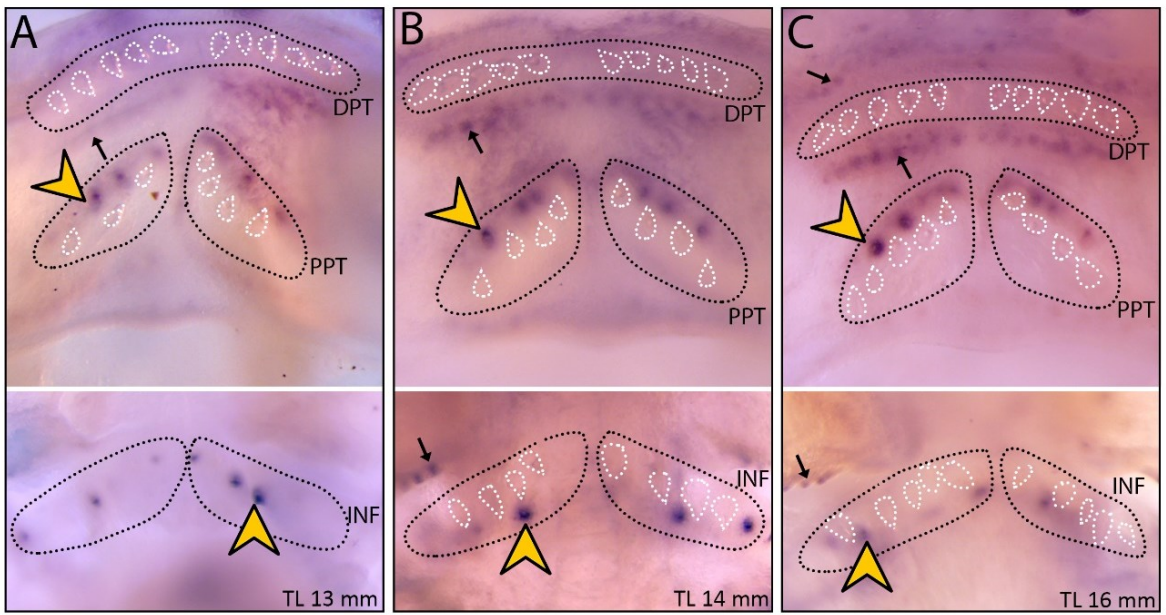 A
DPT
PPT
INF
TL 13 mm
B
DPT
PPT
INF
TL 14 mm
C
DPT
PPT
INF
TL 16 mm